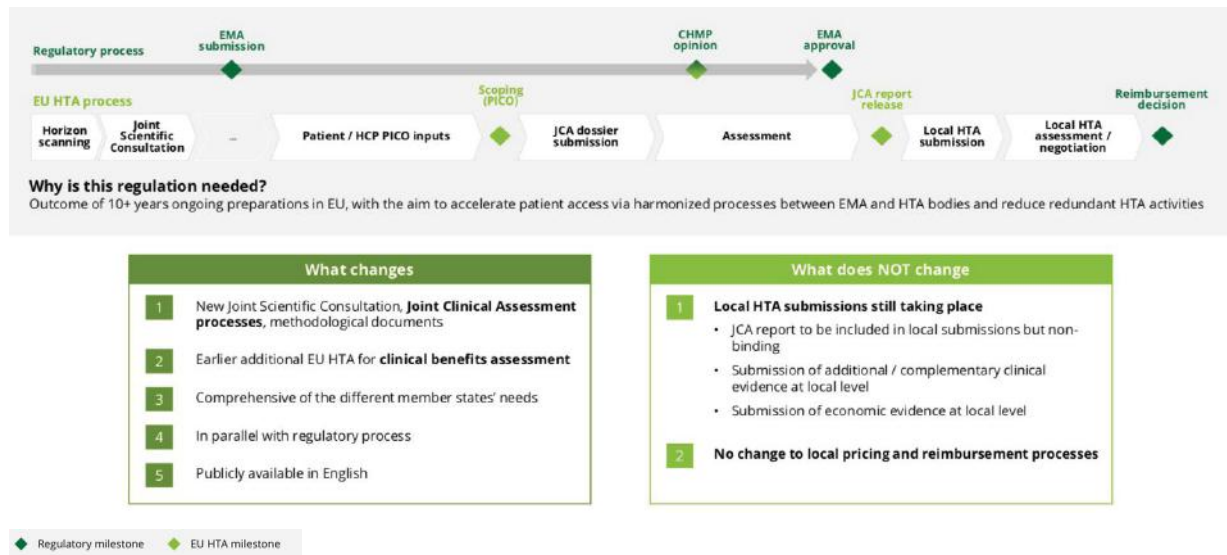 EMA
submission
CHMP
opinion
EMA
approval
Regulatory process
EU HTA process
Scoping
(PICO)
JCA report
release
Reimbursement
decision
Horizon
scanning
Joint
Scientific
Consultation
...
Patient / HCP PICO inputs
JCA dossier
submission
Assessment
Local HTA
submission
Local HTA
assessment /
negotiation
Why is this regulation needed?
Outcome of 10+ years ongoing preparations in EU, with the aim to accelerate patient access via harmonized processes between EMA and HTA bodies and reduce redundant HTA activities
What changes
1 New Joint Scientific Consultation, Joint Clinical Assessment
processes, methodological documents
2 Earlier additional EU HTA for clinical benefits assessment
3 Comprehensive of the different member states' needs
4 In parallel with regulatory process
5 Publicly available in English
What does NOT change
1 Local HTA submissions still taking place
• JCA report to be included in local submissions but non-
binding
• Submission of additional / complementary clinical
evidence at local level
• Submission of economic evidence at local level
2 No change to local pricing and reimbursement processes
Regulatory milestone
EU HTA milestone